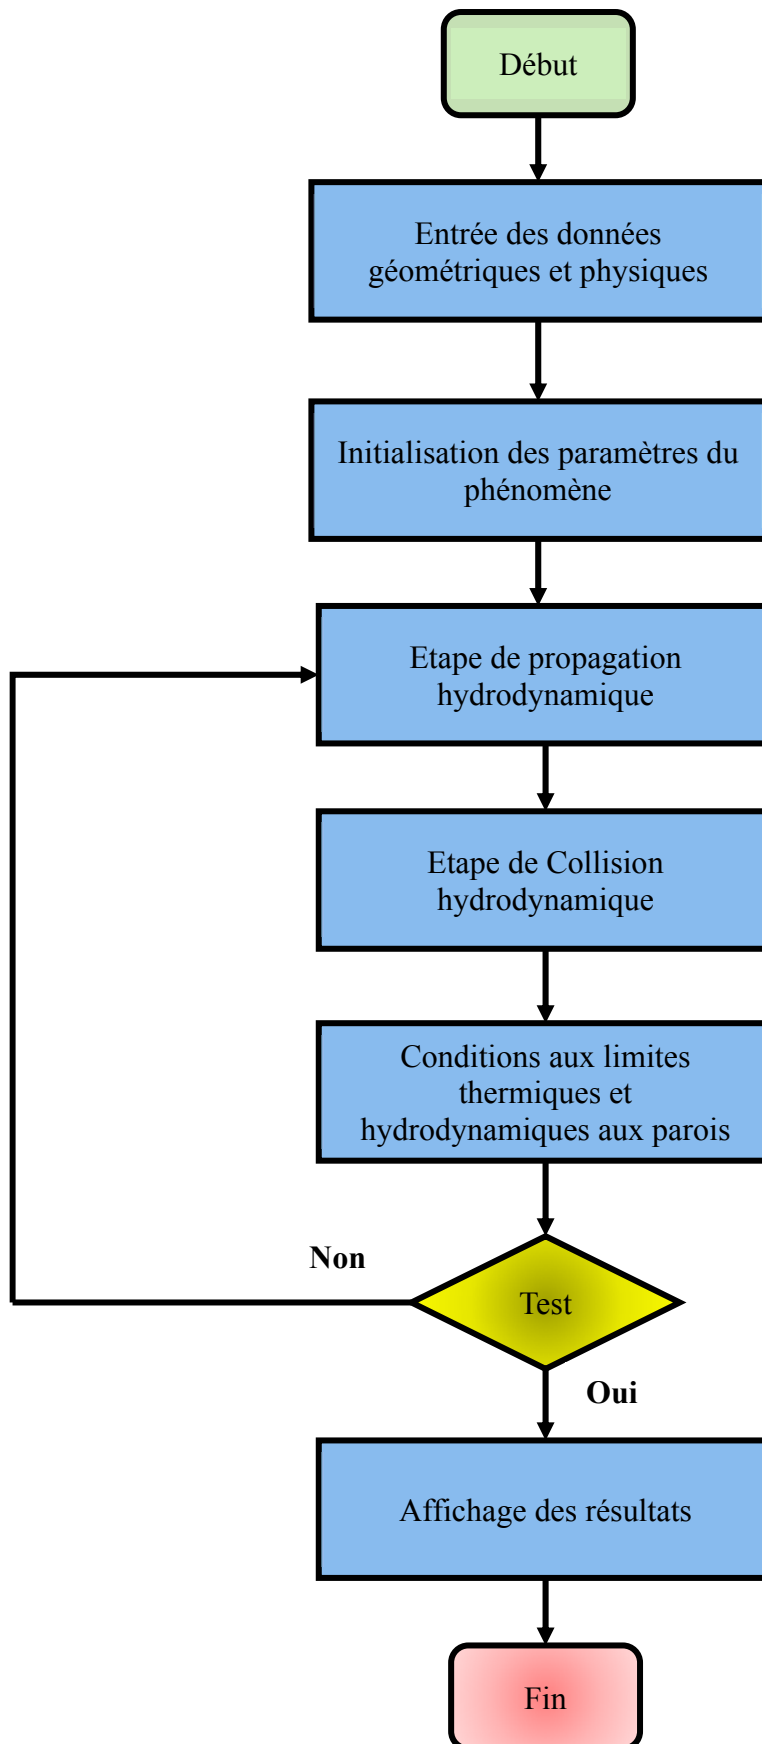 Début
Entrée des données
géométriques et physiques
Initialisation des paramètres du
phénomène
Etape de propagation
hydrodynamique
Etape de Collision
hydrodynamique
Conditions aux limites
thermiques et
hydrodynamiques aux parois
Non
Test
Oui
Affichage des résultats
Fin